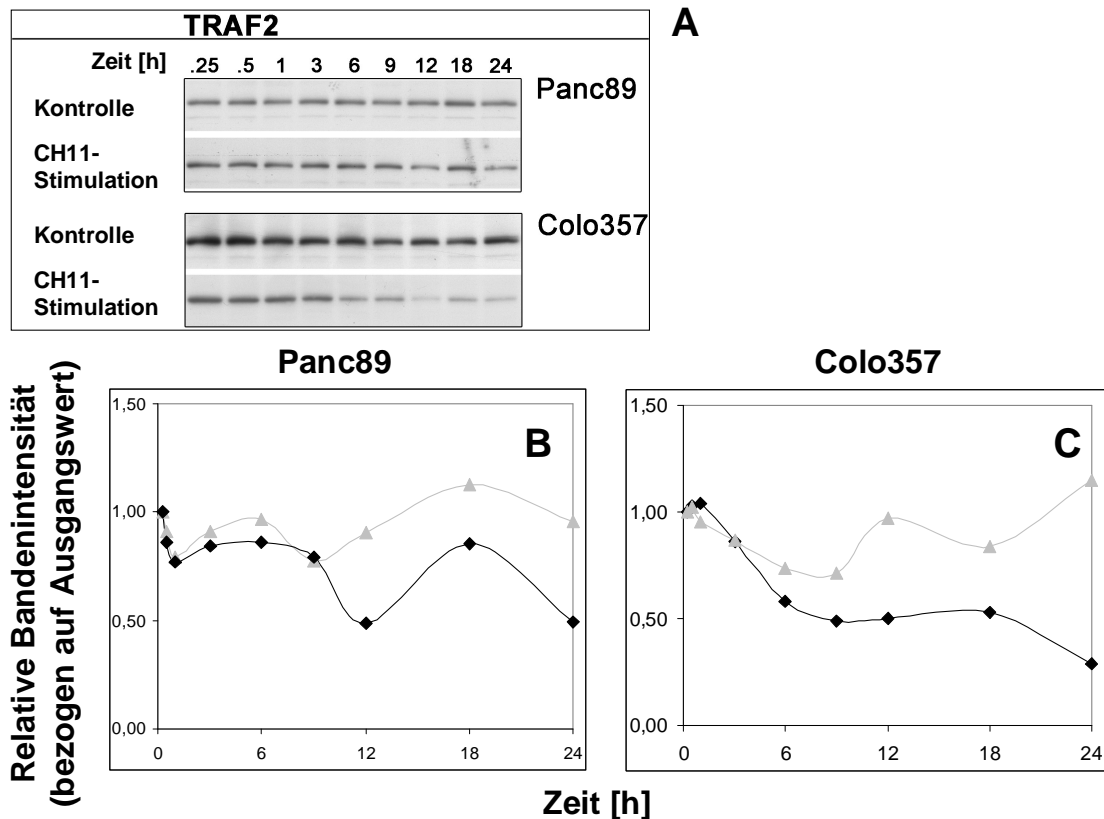 TRAF2
A
Zeit [h]
.25 .5 1 3 6 9 12 18 24
Panc89
Kontrolle
CH11-
Stimulation
Colo357
Kontrolle
CH11-
Stimulation
Relative Bandenintensität
(bezogen auf Ausgangswert)
Panc89
B
1,50
1,00
0,50
0,00
0 6 12 18 24
Colo357
C
1,50
1,00
0,50
0,00
0 6 12 18 24
Zeit [h]